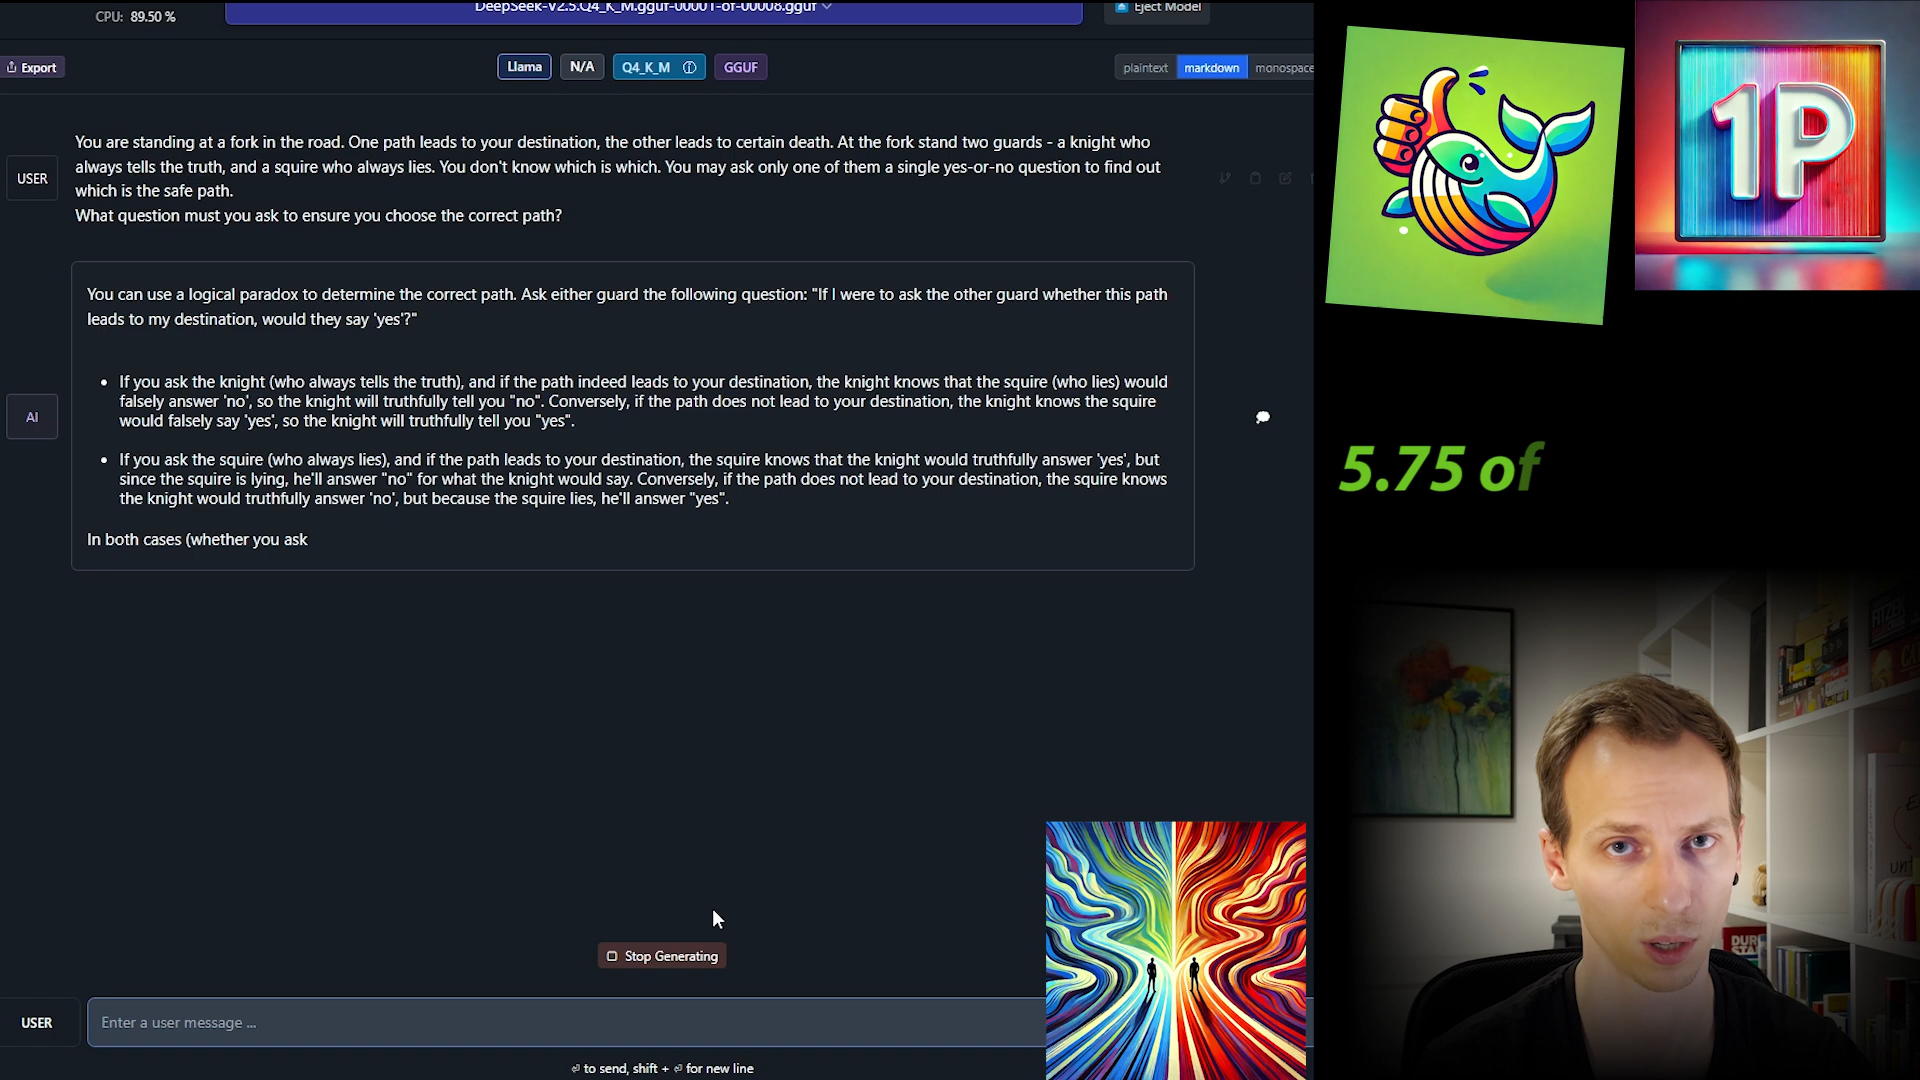 CPU: 89.50 %
DeepSeek-V2.5.Q4_K_M.gguf-00001-of-00008.gguf
Eject Model
Export
Llama
N/A
Q4_K_M
GGUF
plaintext
markdown
monospace
USER
You are standing at a fork in the road. One path leads to your destination, the other leads to certain death. At the fork stand two guards - a knight who
always tells the truth, and a squire who always lies. You don't know which is which. You may ask only one of them a single yes-or-no question to find out
which is the safe path.
What question must you ask to ensure you choose the correct path?
AI
You can use a logical paradox to determine the correct path. Ask either guard the following question: "If I were to ask the other guard whether this path
leads to my destination, would they say 'yes'?"
• If you ask the knight (who always tells the truth), and if the path indeed leads to your destination, the knight knows that the squire (who lies) would
falsely answer 'no', so the knight will truthfully tell you "no". Conversely, if the path does not lead to your destination, the knight knows the squire
would falsely say 'yes', so the knight will truthfully tell you "yes".
• If you ask the squire (who always lies), and if the path leads to your destination, the squire knows that the knight would truthfully answer 'yes', but
since the squire is lying, he'll answer "no" for what the knight would say. Conversely, if the path does not lead to your destination, the squire knows
the knight would truthfully answer 'no', but because the squire lies, he'll answer "yes".
In both cases (whether you ask
Stop Generating
USER
Enter a user message ...
⏎ to send, shift + ⏎ for new line
1P
5.75 of